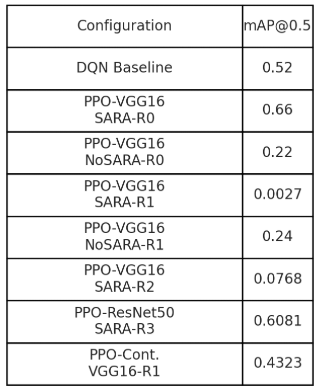 Configuration mAP@0.5
DQN Baseline 0.52
PPO-VGG16
SARA-R0 0.66
PPO-VGG16
NoSARA-R0 0.22
PPO-VGG16
SARA-R1 0.0027
PPO-VGG16
NoSARA-R1 0.24
PPO-VGG16
SARA-R2 0.0768
PPO-ResNet50
SARA-R3 0.6081
PPO-Cont.
VGG16-R1 0.4323